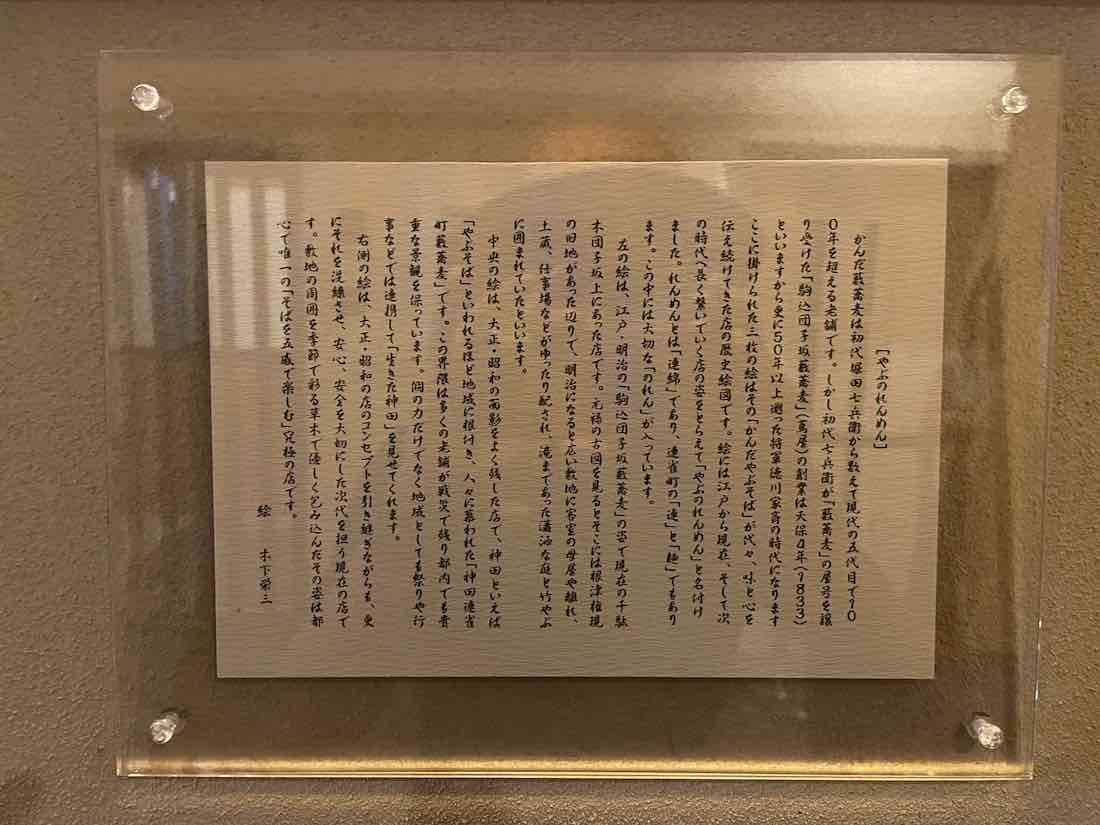 [やぶのれんめん]
かんだ藪蕎麦は初代堀田七兵衛から数えて現代の五代目で10
0年を超える老舗です。しかし初代七兵衛が「藪蕎麦」の屋号を譲
り受けた「駒込団子坂藪蕎麦」(蔦屋)の創業は天保4年(1833)
といいますから更に50年以上遡った将軍徳川家斉の時代になります
ここに掛けられた三枚の絵はその「かんだやぶそば」が代々、味と心を
伝え続けてきた店の歴史絵図です。絵には江戸から現在、そして次
の時代へ長く繋いでいく店の姿をとらえて「やぶのれんめん」と名付け
ました。れんめんとは「連綿」であり、連雀町の「連」と「麺」でもあり
ます。この中には大切な「のれん」が入っています。
左の絵は、江戸・明治の「駒込団子坂藪蕎麦」の姿で現在の千駄
木団子坂上にあった店です。元禄の古図を見るとそこには根津権現
の旧地があった辺りで、明治になると広い敷地に客室の母屋や離れ、
土蔵、仕事場などがゆったり配され、滝まであった瀟洒な庭と竹やぶ
に囲まれていたといいます。
中央の絵は、大正・昭和の面影をよく残した店で、神田といえば
「やぶそば」といわれるほど地域に根付き、人々に慕われた「神田連雀
町藪蕎麦」です。この界隈は多くの老舗が戦災で残り都内でも貴
重な景観を保っています。個の力だけでなく地域としても祭りや行
事などでは連携して「生きた神田」を見せてくれます。
右側の絵は、大正・昭和の店のコンセプトを引き継ぎながらも、更
にそれを洗練させ、安心、安全を大切にした次代を担う現在の店で
す。敷地の周囲を季節で彩る草木で優しく包み込んだその姿は都
心で唯一の「そばを五感で楽しむ」究極の店です。
絵 木下栄三